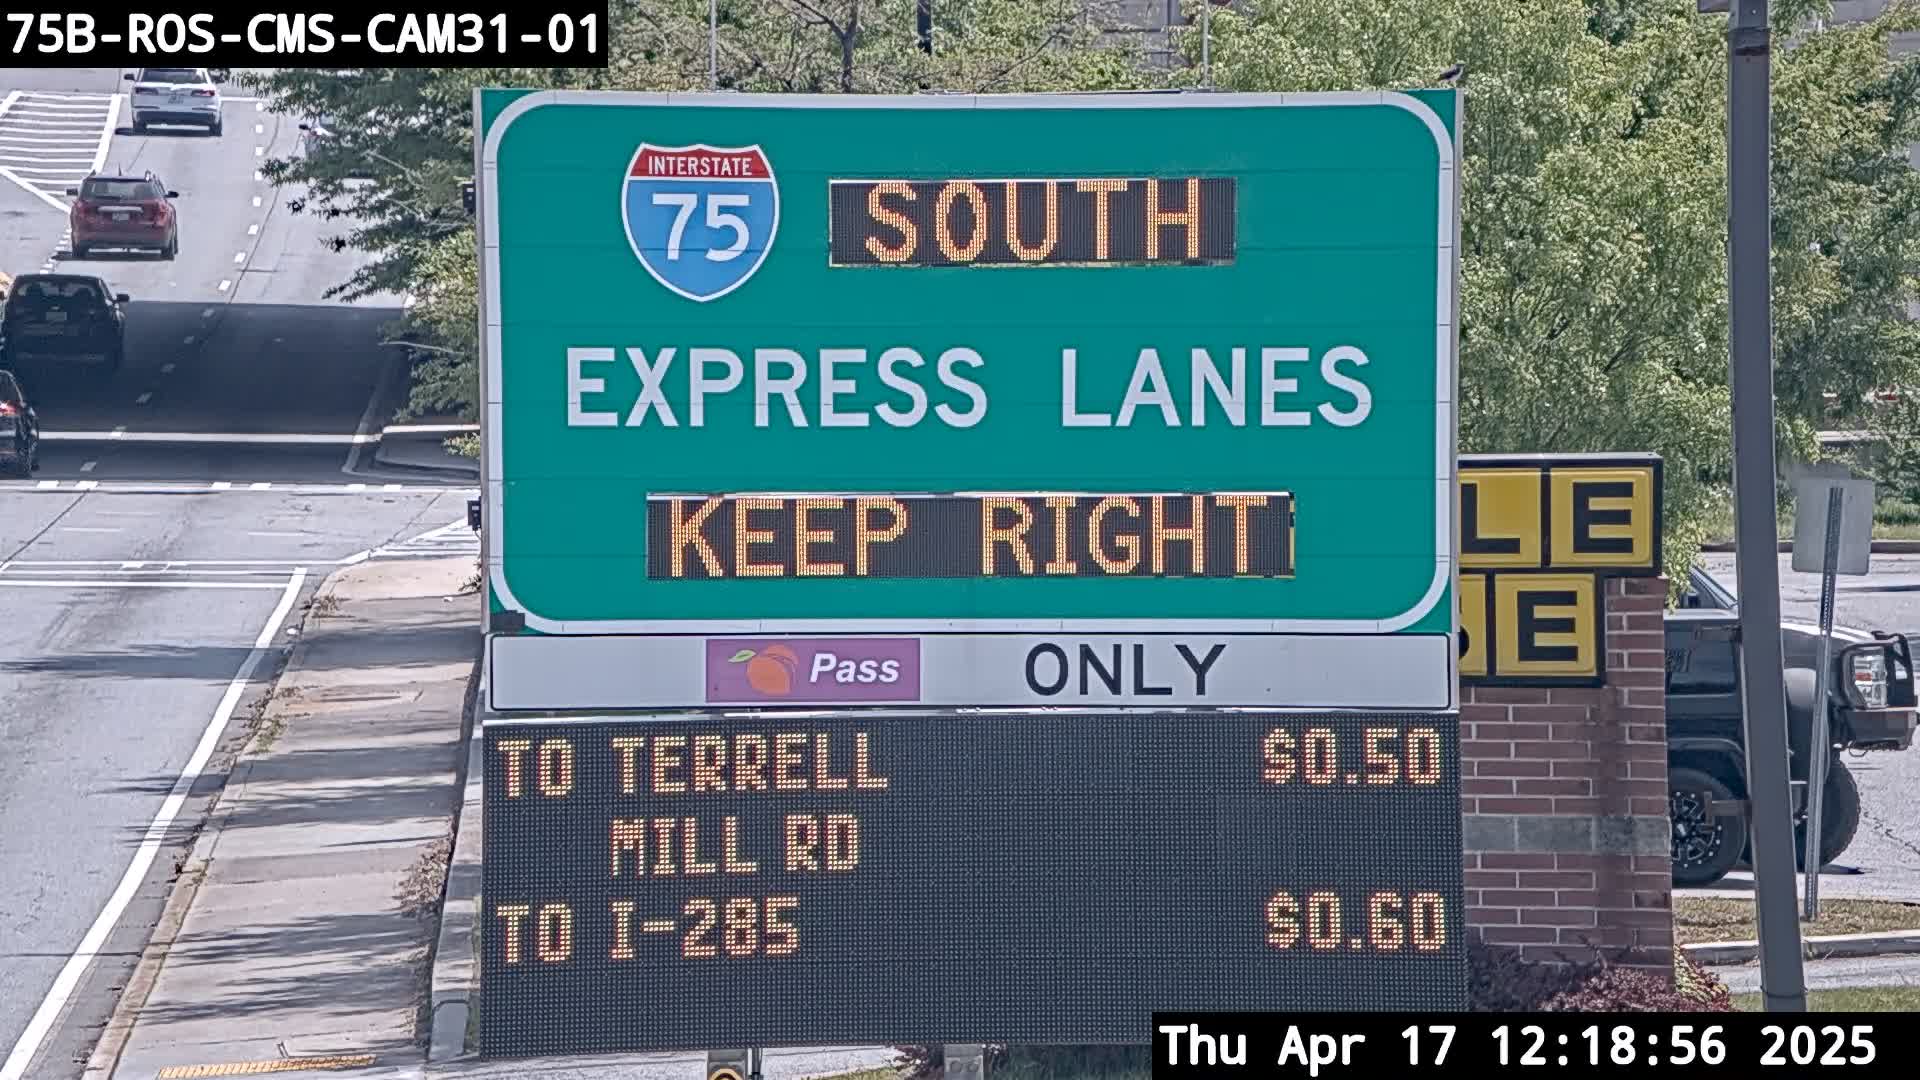 75B-ROS-CMS-CAM31-01
INTERSTATE
75
SOUTH
EXPRESS LANES
KEEP RIGHT
Pass ONLY
TO TERRELL $0.50
MILL RD
TO I-285 $0.60
LE
E
Thu Apr 17 12:18:56 2025